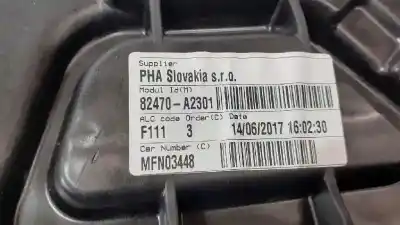 Supplier
PHA Slovakia s.r.o.
Modul Id(M)
82470-A2301
ALC code Order(C) Date
F111 3 14/06/2017 16:02:30
Car Number (C)
MFN03448